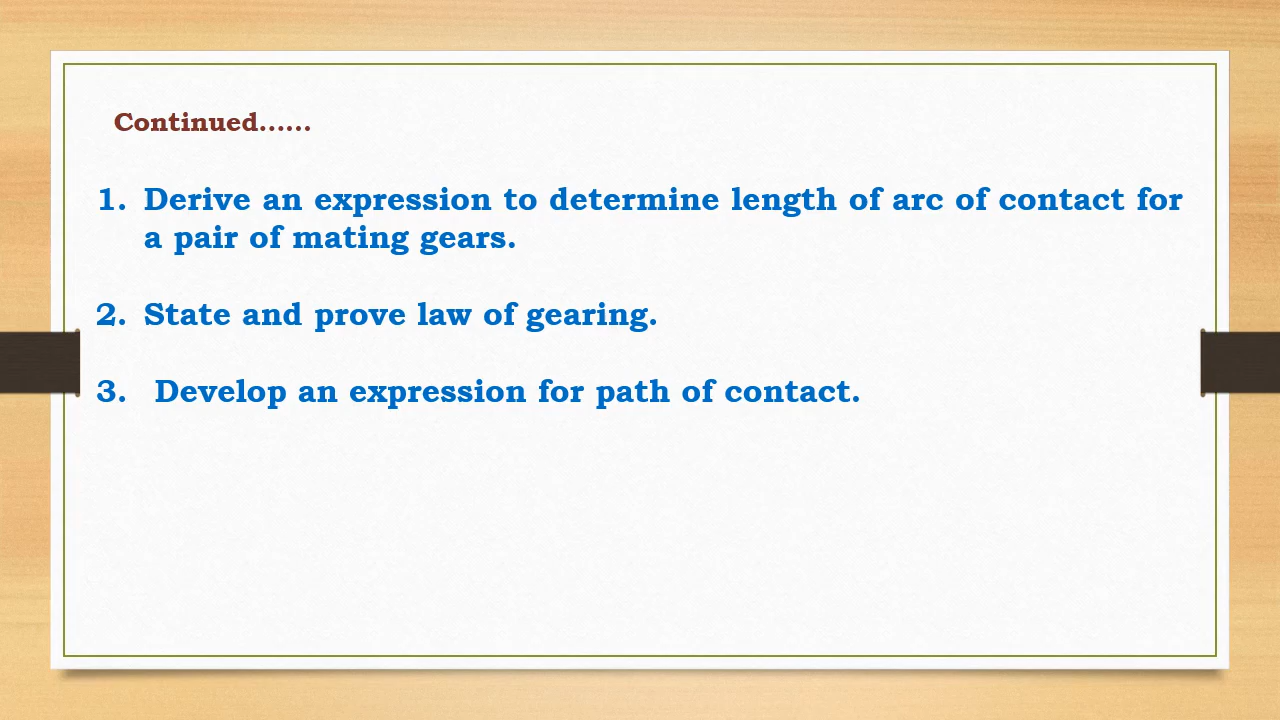 Continued......
1. Derive an expression to determine length of arc of contact for
a pair of mating gears.
2. State and prove law of gearing.
3. Develop an expression for path of contact.